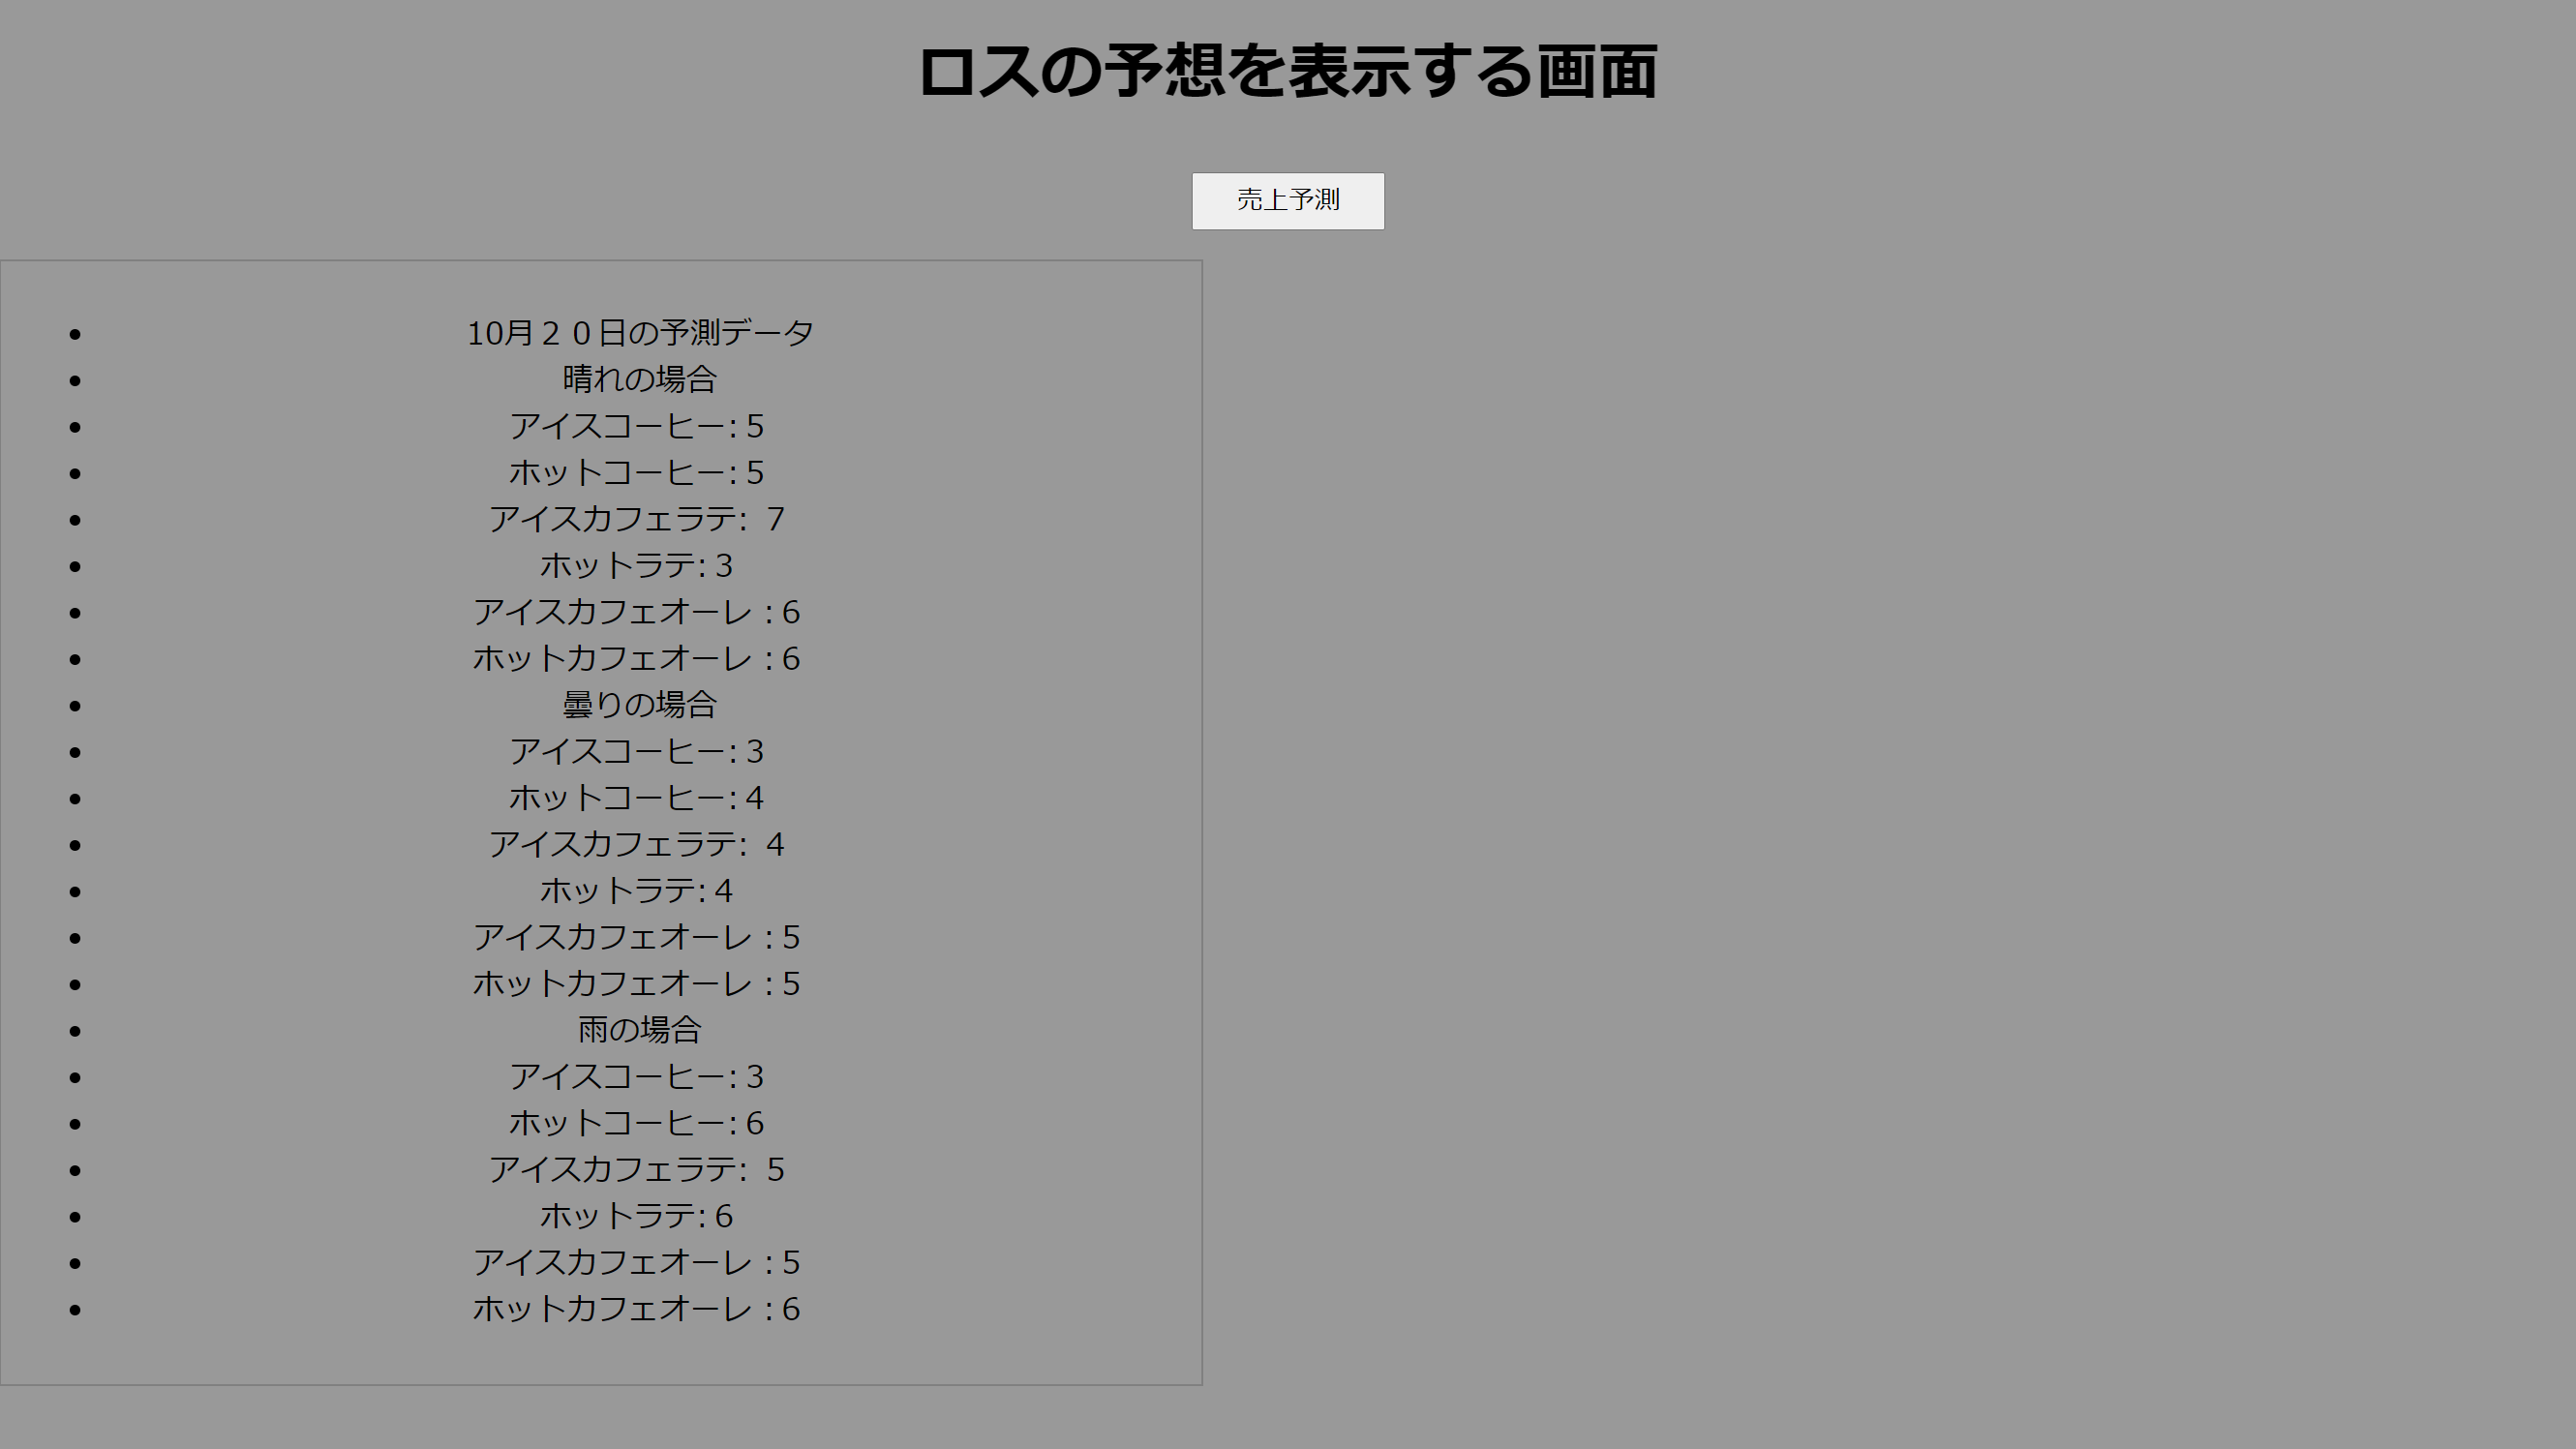 ロスの予想を表示する画面
売上予測
10月２０日の予測データ
晴れの場合
アイスコーヒー: 5
ホットコーヒー: 5
アイスカフェラテ:  7
ホットラテ: 3
アイスカフェオーレ : 6
ホットカフェオーレ : 6
曇りの場合
アイスコーヒー: 3
ホットコーヒー: 4
アイスカフェラテ:  4
ホットラテ: 4
アイスカフェオーレ : 5
ホットカフェオーレ : 5
雨の場合
アイスコーヒー: 3
ホットコーヒー: 6
アイスカフェラテ:  5
ホットラテ: 6
アイスカフェオーレ : 5
ホットカフェオーレ : 6